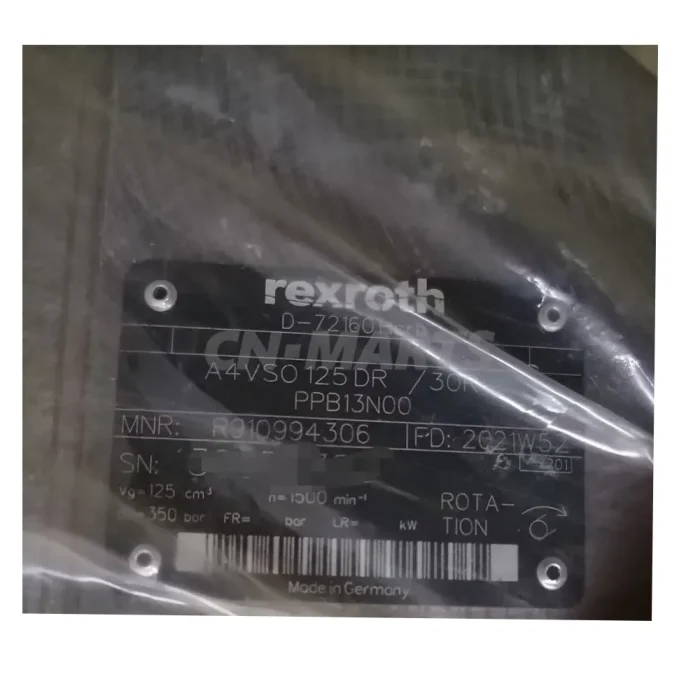 rexroth
D-72160
CN-MARTS
A4VSO 125 DR /30R
PPB13N00
MNR: R910994306 FD: 2021W52
SN:
Vg= 125 cm³ n= 1500 min⁻¹
350 bar FR= bar LR= kW
ROTA-
TION
Made in Germany